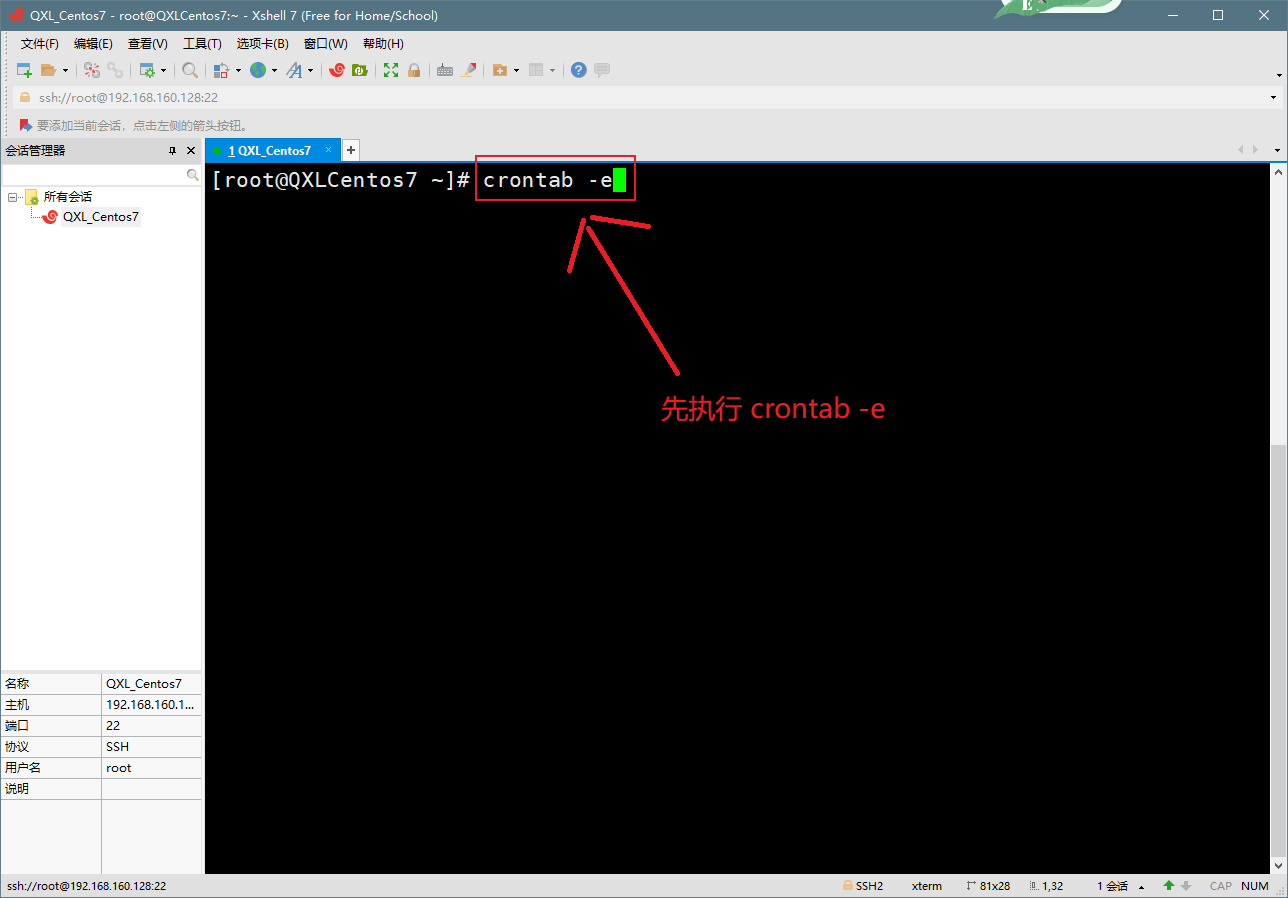 QXL_Centos7 - root@QXLCentos7:~ - Xshell 7 (Free for Home/School)
文件(F) 编辑(E) 查看(V) 工具(T) 选项卡(B) 窗口(W) 帮助(H)
ssh://root@192.168.160.128:22
要添加当前会话，点击左侧的箭头按钮。
会话管理器
1 QXL_Centos7
所有会话
QXL_Centos7
[root@QXLCentos7 ~]# crontab -e
先执行 crontab -e
名称 QXL_Centos7
主机 192.168.160.1...
端口 22
协议 SSH
用户名 root
说明
ssh://root@192.168.160.128:22 SSH2 xterm 81x28 1,32 1 会话 CAP NUM